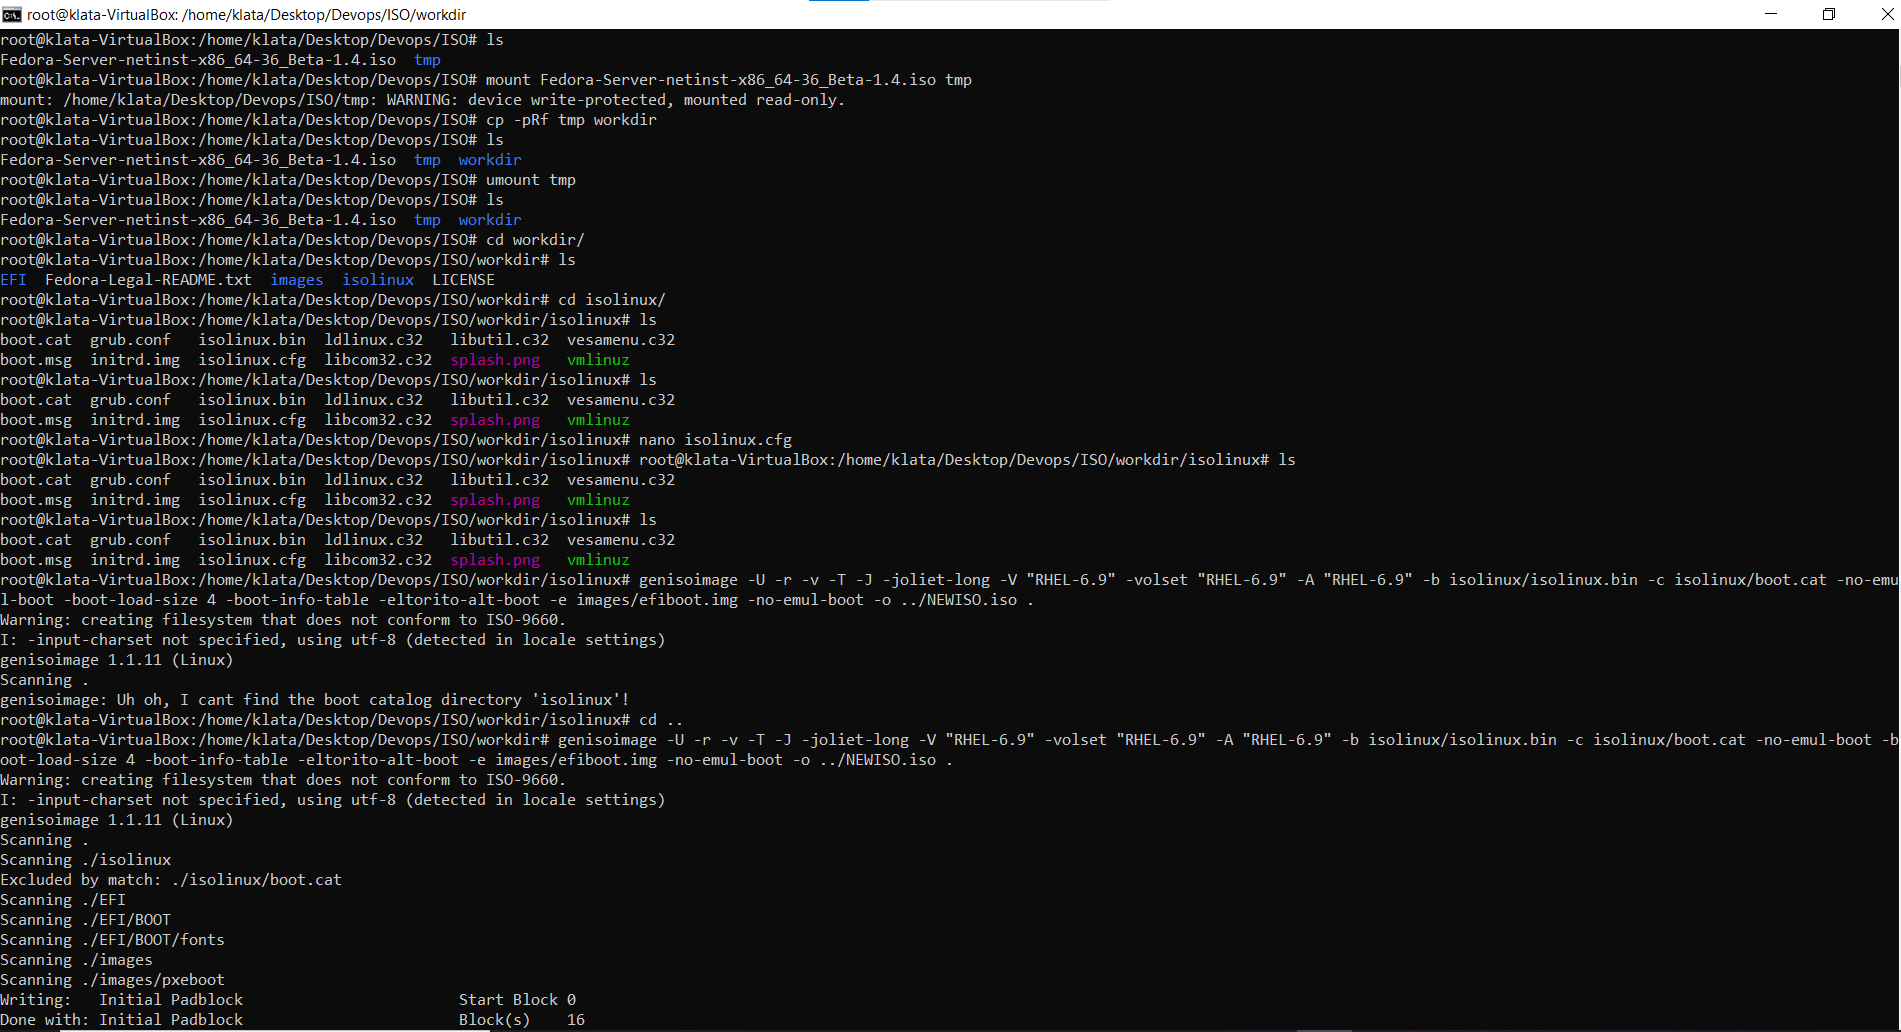 root@klata-VirtualBox: /home/klata/Desktop/Devops/ISO/workdir
root@klata-VirtualBox:/home/klata/Desktop/Devops/ISO# ls
Fedora-Server-netinst-x86_64-36_Beta-1.4.iso  tmp
root@klata-VirtualBox:/home/klata/Desktop/Devops/ISO# mount Fedora-Server-netinst-x86_64-36_Beta-1.4.iso tmp
mount: /home/klata/Desktop/Devops/ISO/tmp: WARNING: device write-protected, mounted read-only.
root@klata-VirtualBox:/home/klata/Desktop/Devops/ISO# cp -pRf tmp workdir
root@klata-VirtualBox:/home/klata/Desktop/Devops/ISO# ls
Fedora-Server-netinst-x86_64-36_Beta-1.4.iso  tmp  workdir
root@klata-VirtualBox:/home/klata/Desktop/Devops/ISO# umount tmp
root@klata-VirtualBox:/home/klata/Desktop/Devops/ISO# ls
Fedora-Server-netinst-x86_64-36_Beta-1.4.iso  tmp  workdir
root@klata-VirtualBox:/home/klata/Desktop/Devops/ISO# cd workdir/
root@klata-VirtualBox:/home/klata/Desktop/Devops/ISO/workdir# ls
EFI  Fedora-Legal-README.txt  images  isolinux  LICENSE
root@klata-VirtualBox:/home/klata/Desktop/Devops/ISO/workdir# cd isolinux/
root@klata-VirtualBox:/home/klata/Desktop/Devops/ISO/workdir/isolinux# ls
boot.cat  grub.conf   isolinux.bin  ldlinux.c32   libutil.c32  vesamenu.c32
boot.msg  initrd.img  isolinux.cfg  libcom32.c32  splash.png   vmlinuz
root@klata-VirtualBox:/home/klata/Desktop/Devops/ISO/workdir/isolinux# ls
boot.cat  grub.conf   isolinux.bin  ldlinux.c32   libutil.c32  vesamenu.c32
boot.msg  initrd.img  isolinux.cfg  libcom32.c32  splash.png   vmlinuz
root@klata-VirtualBox:/home/klata/Desktop/Devops/ISO/workdir/isolinux# nano isolinux.cfg
root@klata-VirtualBox:/home/klata/Desktop/Devops/ISO/workdir/isolinux# root@klata-VirtualBox:/home/klata/Desktop/Devops/ISO/workdir/isolinux# ls
boot.cat  grub.conf   isolinux.bin  ldlinux.c32   libutil.c32  vesamenu.c32
boot.msg  initrd.img  isolinux.cfg  libcom32.c32  splash.png   vmlinuz
root@klata-VirtualBox:/home/klata/Desktop/Devops/ISO/workdir/isolinux# ls
boot.cat  grub.conf   isolinux.bin  ldlinux.c32   libutil.c32  vesamenu.c32
boot.msg  initrd.img  isolinux.cfg  libcom32.c32  splash.png   vmlinuz
root@klata-VirtualBox:/home/klata/Desktop/Devops/ISO/workdir/isolinux# genisoimage -U -r -v -T -J -joliet-long -V "RHEL-6.9" -volset "RHEL-6.9" -A "RHEL-6.9" -b isolinux/isolinux.bin -c isolinux/boot.cat -no-emu
l-boot -boot-load-size 4 -boot-info-table -eltorito-alt-boot -e images/efiboot.img -no-emul-boot -o ../NEWISO.iso .
Warning: creating filesystem that does not conform to ISO-9660.
I: -input-charset not specified, using utf-8 (detected in locale settings)
genisoimage 1.1.11 (Linux)
Scanning .
genisoimage: Uh oh, I cant find the boot catalog directory 'isolinux'!
root@klata-VirtualBox:/home/klata/Desktop/Devops/ISO/workdir/isolinux# cd ..
root@klata-VirtualBox:/home/klata/Desktop/Devops/ISO/workdir# genisoimage -U -r -v -T -J -joliet-long -V "RHEL-6.9" -volset "RHEL-6.9" -A "RHEL-6.9" -b isolinux/isolinux.bin -c isolinux/boot.cat -no-emul-boot -b
oot-load-size 4 -boot-info-table -eltorito-alt-boot -e images/efiboot.img -no-emul-boot -o ../NEWISO.iso .
Warning: creating filesystem that does not conform to ISO-9660.
I: -input-charset not specified, using utf-8 (detected in locale settings)
genisoimage 1.1.11 (Linux)
Scanning .
Scanning ./isolinux
Excluded by match: ./isolinux/boot.cat
Scanning ./EFI
Scanning ./EFI/BOOT
Scanning ./EFI/BOOT/fonts
Scanning ./images
Scanning ./images/pxeboot
Writing:   Initial Padblock                        Start Block 0
Done with: Initial Padblock                        Block(s)    16